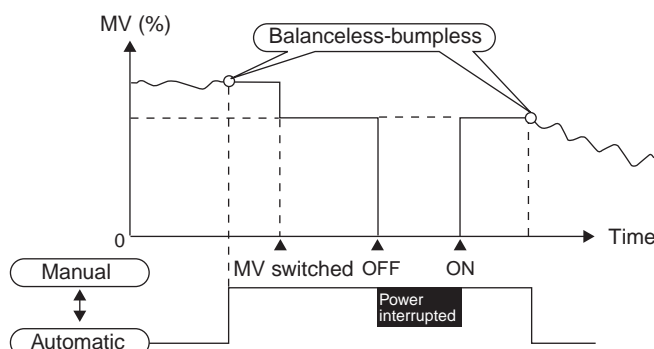 MV (%)
Balanceless-bumpless
0
Time
MV switched OFF ON
Manual
Power
interrupted
Automatic